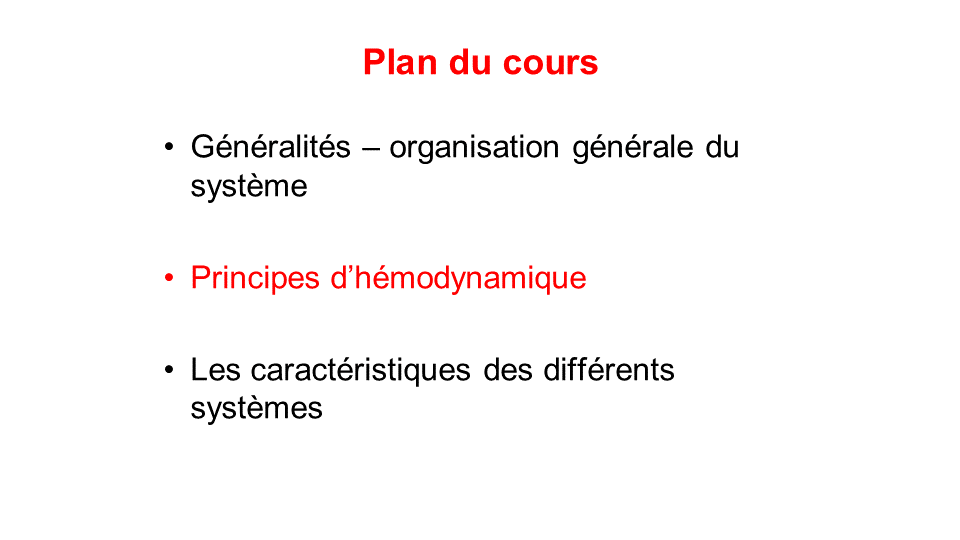 Plan du cours
• Généralités – organisation générale du
système
• Principes d’hémodynamique
• Les caractéristiques des différents
systèmes